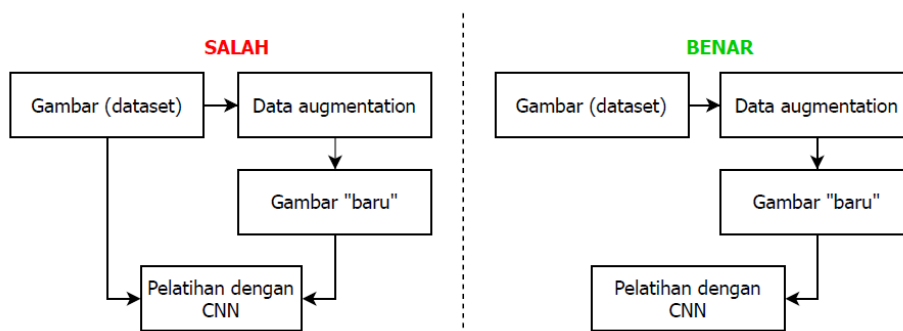 SALAH
Gambar (dataset)
Data augmentation
Gambar "baru"
Pelatihan dengan
CNN
BENAR
Gambar (dataset)
Data augmentation
Gambar "baru"
Pelatihan dengan
CNN